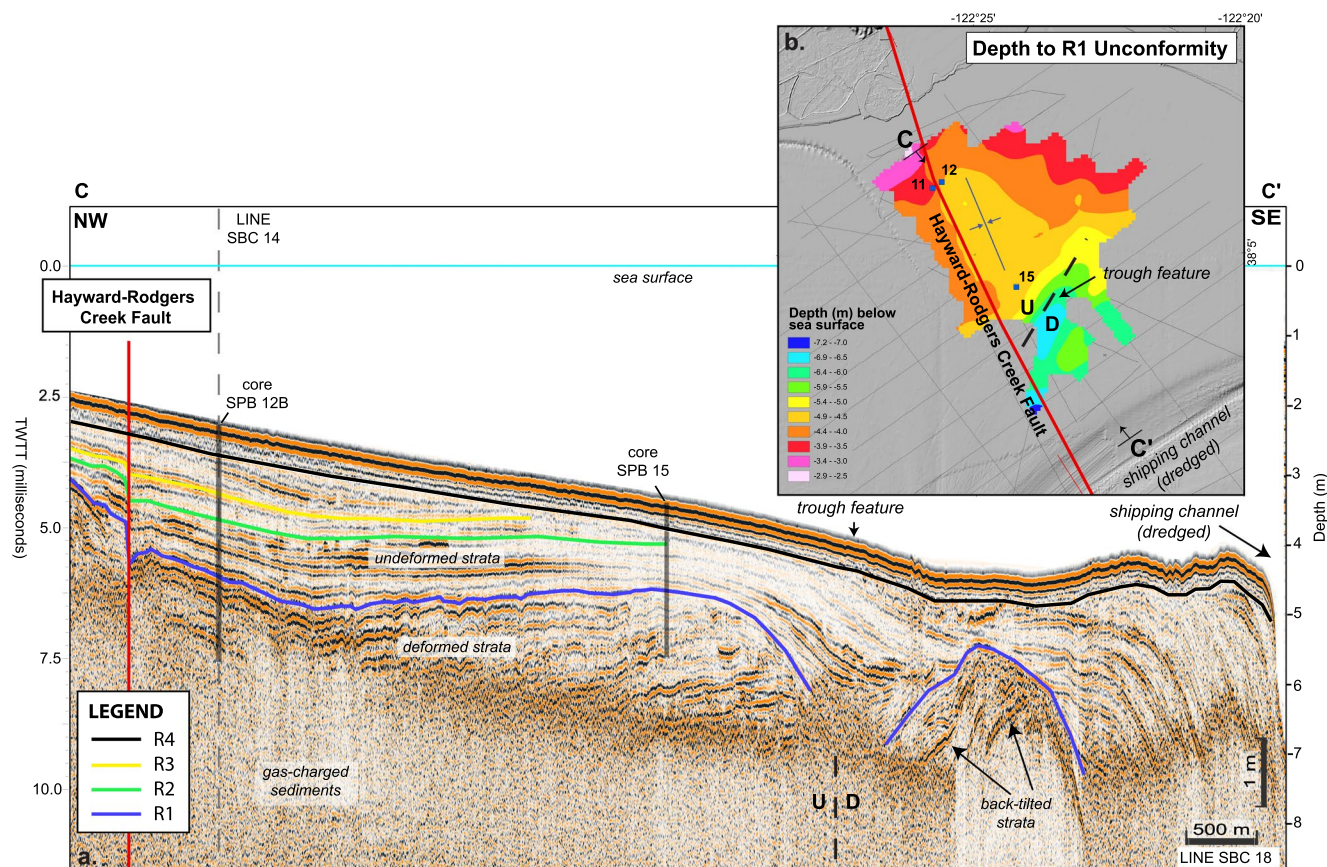 -122°25'
-122°20'
b.
Depth to R1 Unconformity
C
12
11
Hayward-Rodgers Creek Fault
15
trough feature
U
D
38°5'
Depth (m) below
sea surface
-7.2 - -7.0
-6.9 - -6.5
-6.4 - -6.0
-5.9 - -5.5
-5.4 - -5.0
-4.9 - -4.5
-4.4 - -4.0
-3.9 - -3.5
-3.4 - -3.0
-2.9 - -2.5
C'
shipping channel
(dredged)
C
NW
LINE
SBC 14
C'
SE
0.0
sea surface
0
Hayward-Rodgers
Creek Fault
1
2.5
core
SPB 12B
2
core
SPB 15
3
TWTT (milliseconds)
Depth (m)
trough feature
shipping channel
(dredged)
5.0
undeformed strata
4
5
deformed strata
7.5
6
LEGEND
R4
R3
R2
R1
gas-charged
sediments
7
1 m
10.0
U
D
back-tilted
strata
8
500 m
a.
LINE SBC 18